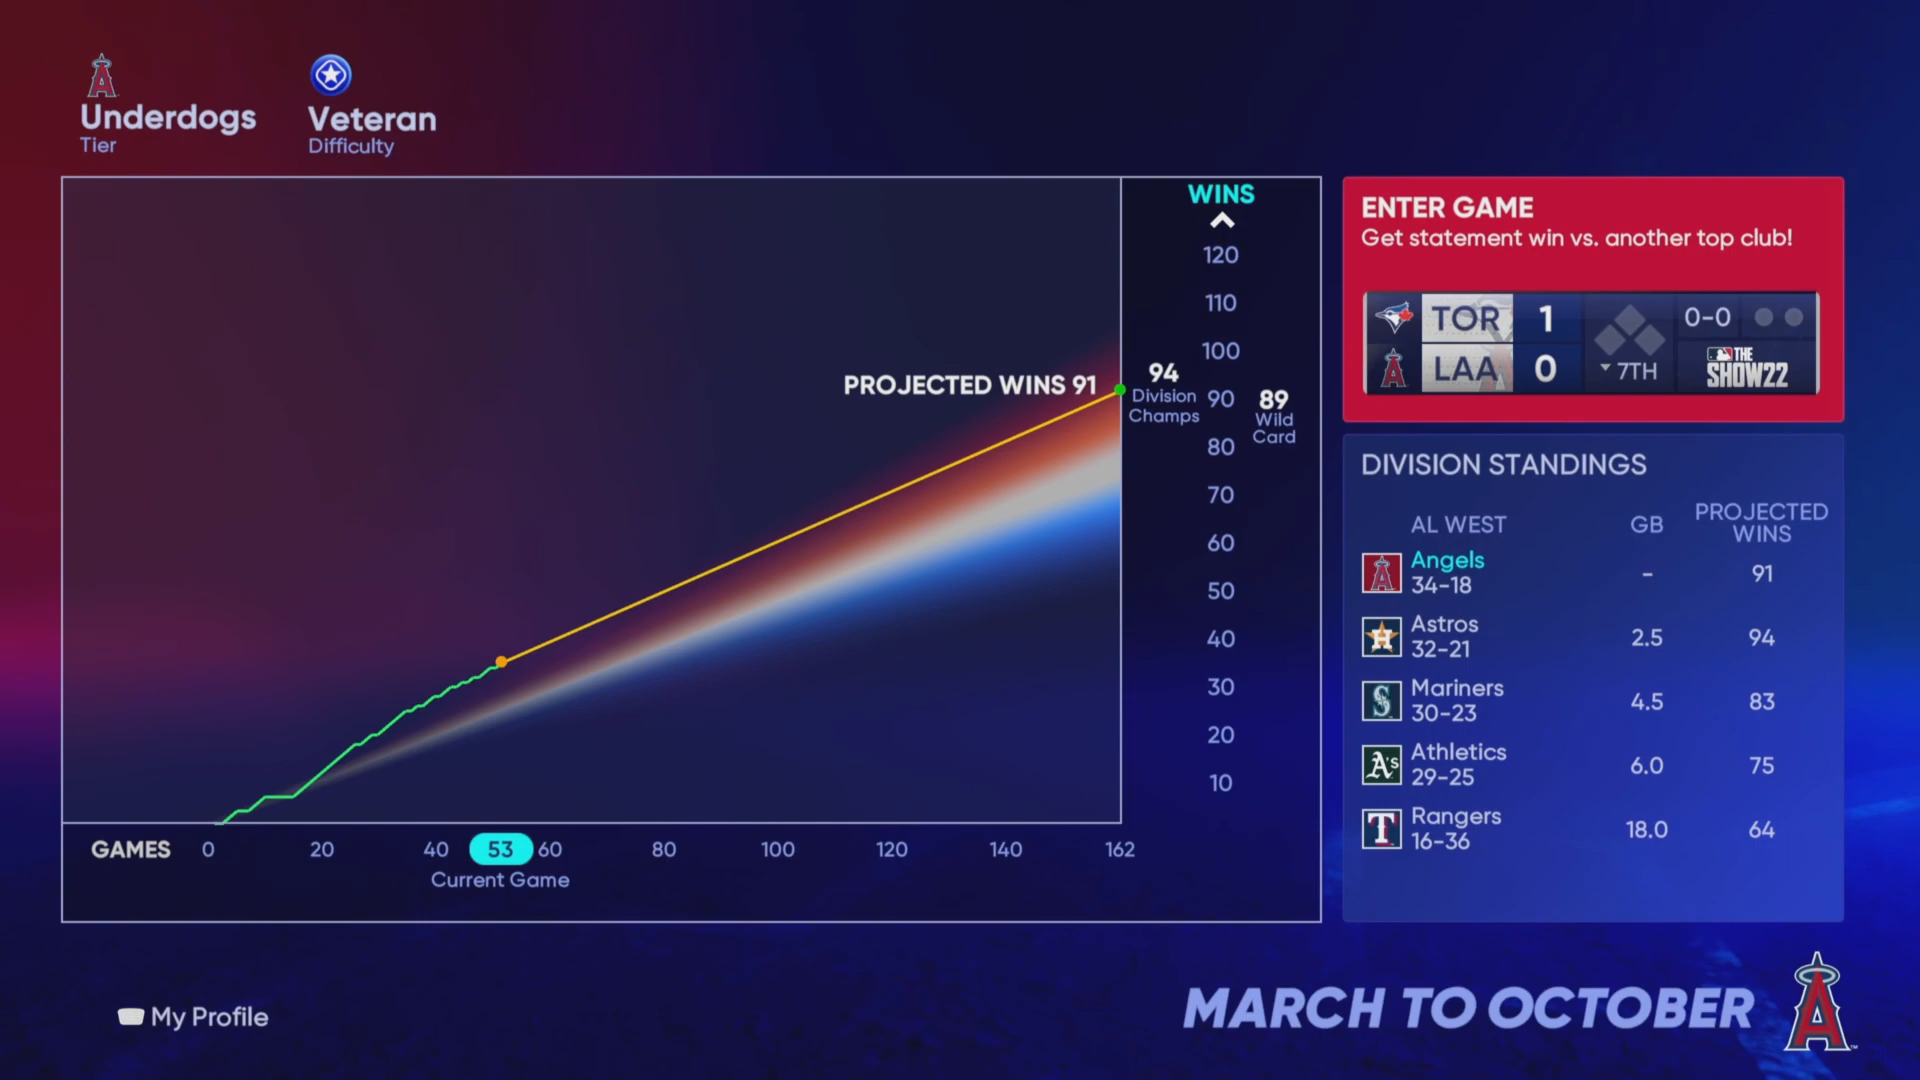 Underdogs
Tier
Veteran
Difficulty
WINS
120
110
100
90
80
70
60
50
40
30
20
10
PROJECTED WINS 91
94
Division
Champs
89
Wild
Card
GAMES 0 20 40 53 60 80 100 120 140 162
Current Game
ENTER GAME
Get statement win vs. another top club!
TOR 1 0-0
LAA 0 7TH
THE
SHOW22
DIVISION STANDINGS
AL WEST GB PROJECTED
WINS
Angels
34-18 - 91
Astros
32-21 2.5 94
Mariners
30-23 4.5 83
Athletics
29-25 6.0 75
Rangers
16-36 18.0 64
My Profile
MARCH TO OCTOBER